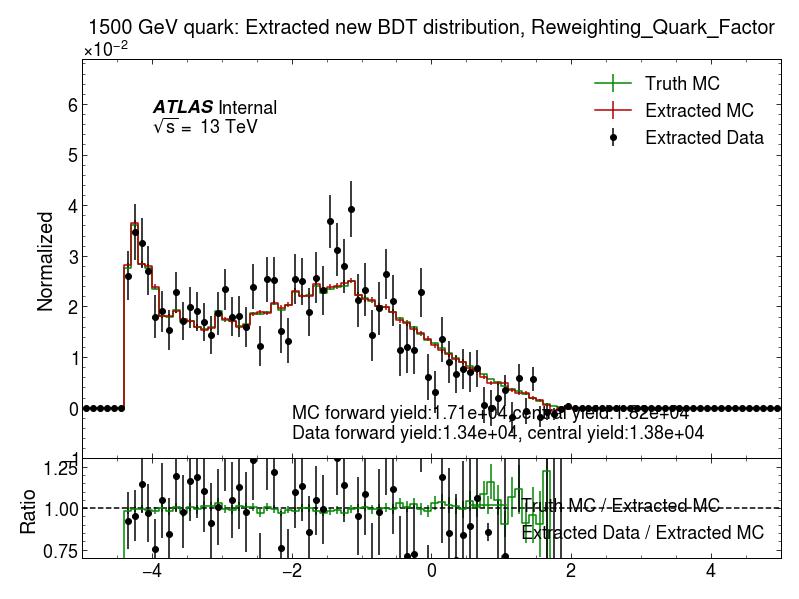 1500 GeV quark: Extracted new BDT distribution, Reweighting_Quark_Factor
×10⁻²
ATLAS Internal
√s = 13 TeV
Truth MC
Extracted MC
Extracted Data
Normalized
6
5
4
3
2
1
0
1
MC forward yield:1.71e+04,central yield:1.82e+04
Data forward yield:1.34e+04, central yield:1.38e+04
Ratio
1.25
1.00
0.75
Truth MC / Extracted MC
Extracted Data / Extracted MC
−4
−2
0
2
4